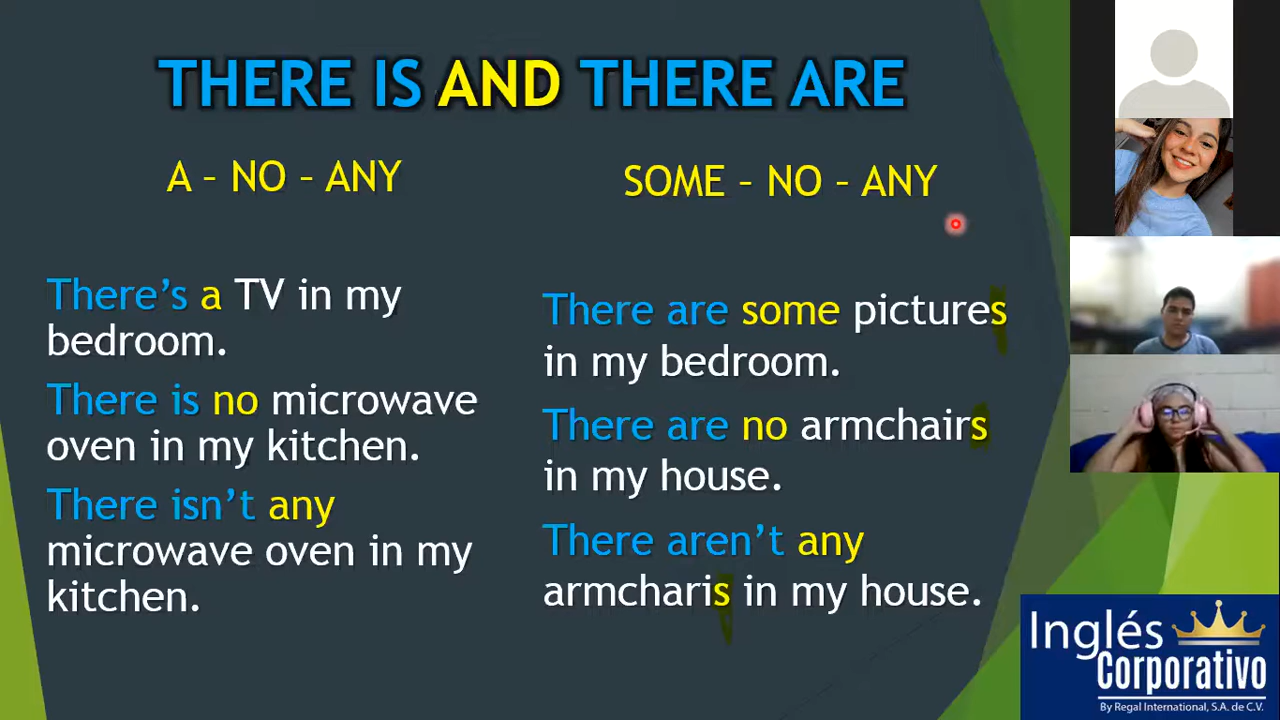 THERE IS AND THERE ARE
A – NO – ANY
There's a TV in my
bedroom.
There is no microwave
oven in my kitchen.
There isn't any
microwave oven in my
kitchen.
SOME – NO – ANY
There are some pictures
in my bedroom.
There are no armchairs
in my house.
There aren't any
armcharis in my house.
Inglés
Corporativo
By Regal International, S.A. de C.V.